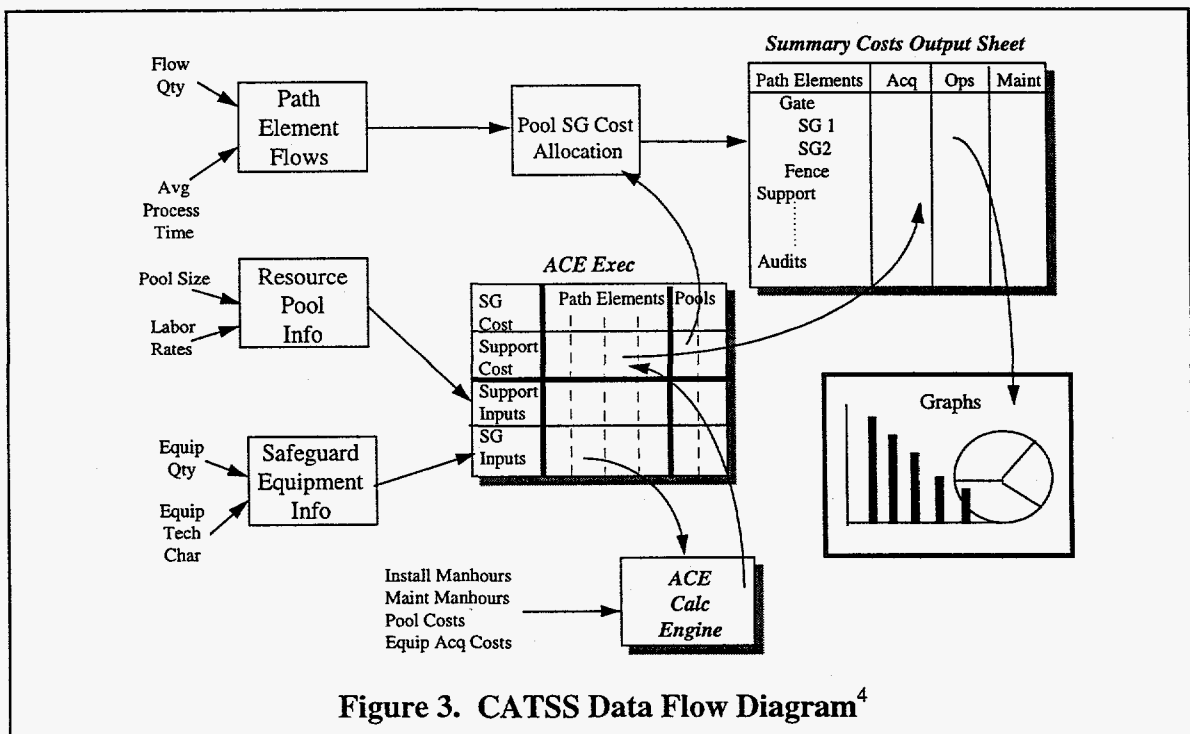 Summary Costs Output Sheet
Path Elements Acq Ops Maint
Gate
SG 1
SG2
Fence
Support
Audits
Flow
Qty
Path
Element
Flows
Avg
Process
Time
Pool SG Cost
Allocation
Pool Size
Labor
Rates
Resource
Pool
Info
ACE Exec
SG
Cost
Path Elements Pools
Support
Cost
Support
Inputs
SG
Inputs
Equip
Qty
Equip
Tech
Char
Safeguard
Equipment
Info
Install Manhours
Maint Manhours
Pool Costs
Equip Acq Costs
ACE
Calc
Engine
Graphs
Figure 3. CATSS Data Flow Diagram4